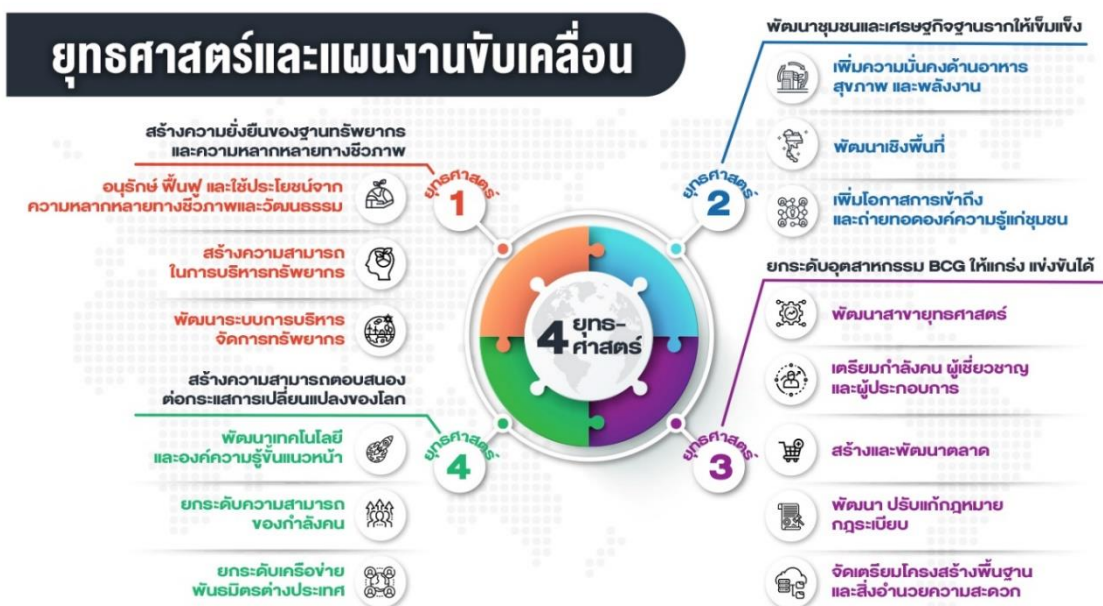 ยุทธศาสตร์และแผนงานขับเคลื่อน
สร้างความยั่งยืนของฐานทรัพยากร
และความหลากหลายทางชีวภาพ
ยุทธศาสตร์
1
อนุรักษ์ ฟื้นฟู และใช้ประโยชน์จาก
ความหลากหลายทางชีวภาพและวัฒนธรรม
สร้างความสามารถ
ในการบริหารทรัพยากร
พัฒนาระบบการบริหาร
จัดการทรัพยากร
พัฒนาชุมชนและเศรษฐกิจฐานรากให้เข้มแข็ง
ยุทธศาสตร์
2
เพิ่มความมั่นคงด้านอาหาร
สุขภาพ และพลังงาน
พัฒนาเชิงพื้นที่
เพิ่มโอกาสการเข้าถึง
และถ่ายทอดองค์ความรู้แก่ชุมชน
4 ยุทธ-
ศาสตร์
ยกระดับอุตสาหกรรม BCG ให้แกร่ง แข่งขันได้
ยุทธศาสตร์
3
พัฒนาสาขายุทธศาสตร์
เตรียมกำลังคน ผู้เชี่ยวชาญ
และผู้ประกอบการ
สร้างและพัฒนาตลาด
พัฒนา ปรับแก้กฎหมาย
กฎระเบียบ
จัดเตรียมโครงสร้างพื้นฐาน
และสิ่งอำนวยความสะดวก
สร้างความสามารถตอบสนอง
ต่อกระแสการเปลี่ยนแปลงของโลก
ยุทธศาสตร์
4
พัฒนาเทคโนโลยี
และองค์ความรู้ขั้นแนวหน้า
ยกระดับความสามารถ
ของกำลังคน
ยกระดับเครือข่าย
พันธมิตรต่างประเทศ